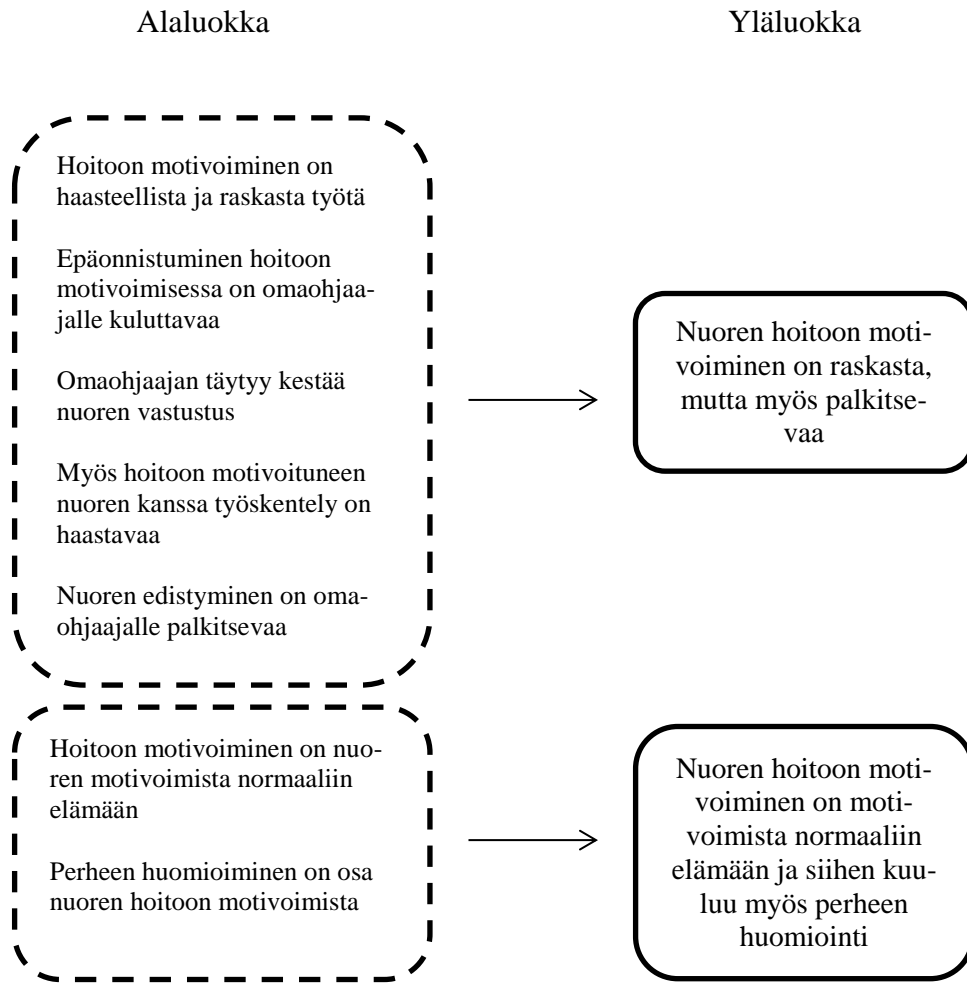 Alaluokka
Yläluokka
Hoitoon motivoiminen on
haasteellista ja raskasta työtä
Epäonnistuminen hoitoon
motivoimisessa on omaohjaa-
jalle kuluttavaa
Omaohjaajan täytyy kestää
nuoren vastustus
Myös hoitoon motivoituneen
nuoren kanssa työskentely on
haastavaa
Nuoren edistyminen on oma-
ohjaajalle palkitsevaa
Nuoren hoitoon moti-
voiminen on raskasta,
mutta myös palkitse-
vaa
Hoitoon motivoiminen on nuo-
ren motivoimista normaaliin
elämään
Perheen huomioiminen on osa
nuoren hoitoon motivoimista
Nuoren hoitoon moti-
voiminen on moti-
voimista normaaliin
elämään ja siihen kuu-
luu myös perheen
huomiointi